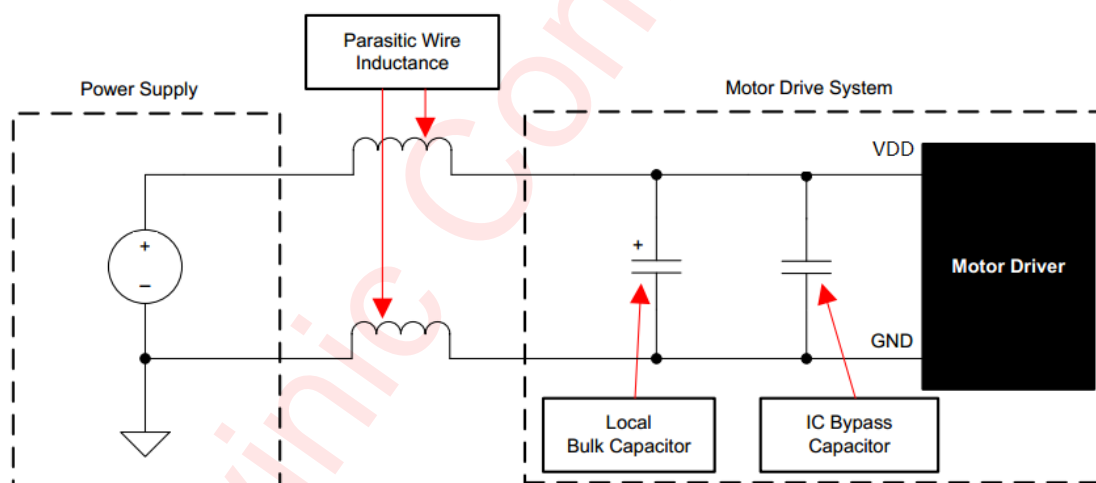 Parasitic Wire
Inductance
Power Supply
Motor Drive System
VDD
+
–
+
Motor Driver
GND
Local
Bulk Capacitor
IC Bypass
Capacitor